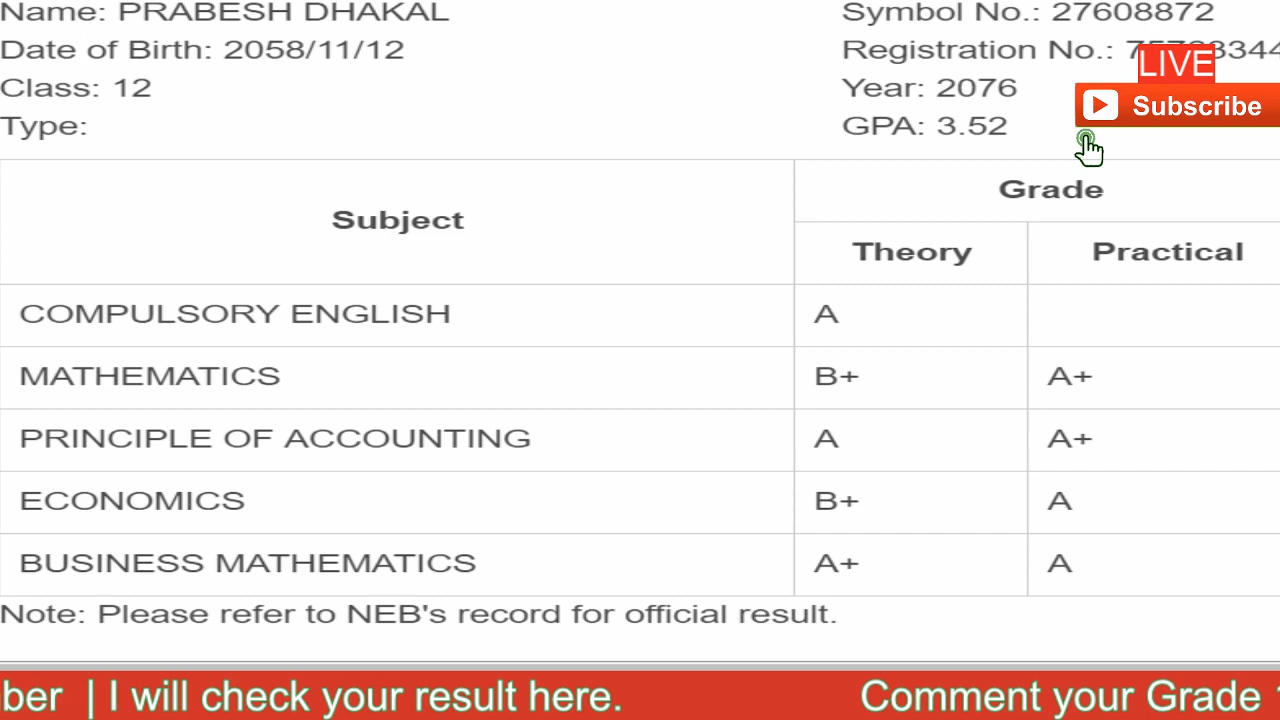 Name: PRABESH DHAKAL Symbol No.: 27608872
Date of Birth: 2058/11/12 Registration No.:
LIVE
Class: 12 Year: 2076
Subscribe
Type: GPA: 3.52
Subject Grade
Theory Practical
COMPULSORY ENGLISH A
MATHEMATICS B+ A+
PRINCIPLE OF ACCOUNTING A A+
ECONOMICS B+ A
BUSINESS MATHEMATICS A+ A
Note: Please refer to NEB's record for official result.
| I will check your result here. Comment your Grade